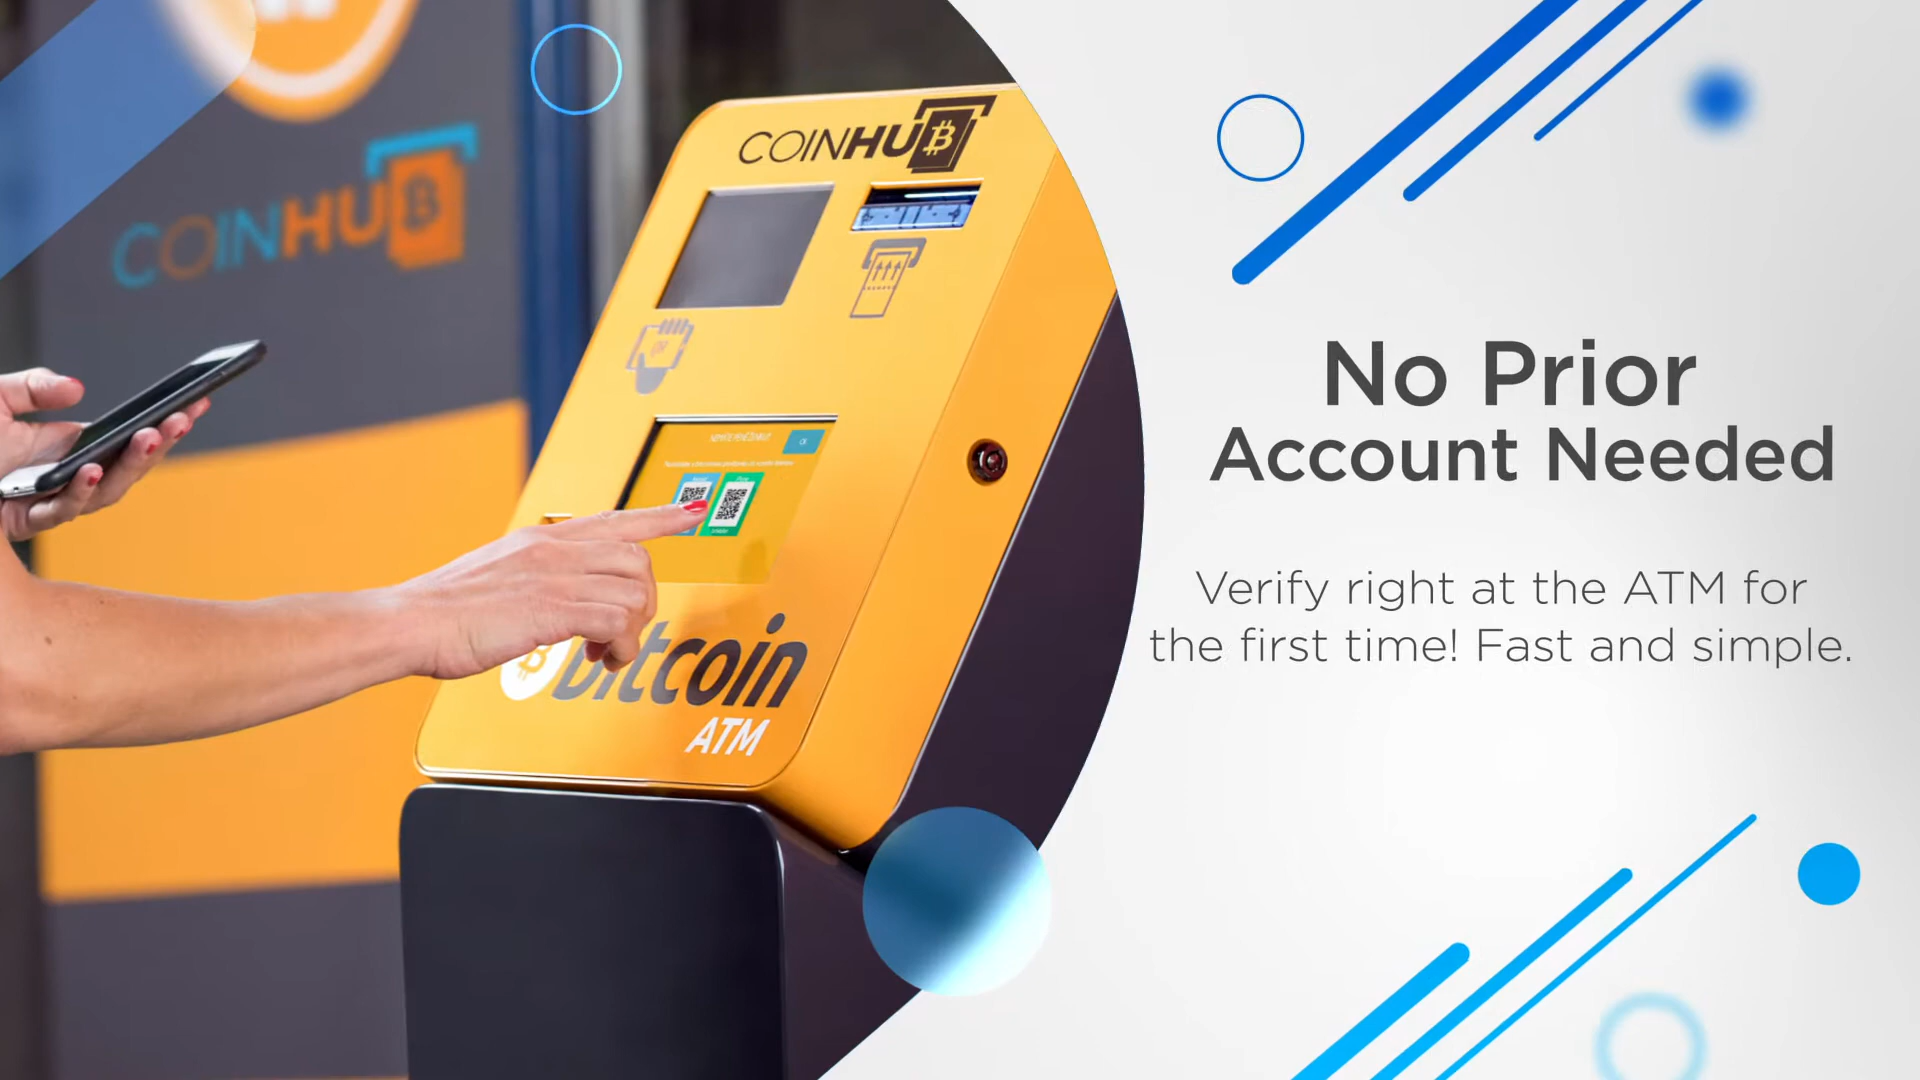 COINHUB
COINHUB
Bitcoin
ATM
No Prior
Account Needed
Verify right at the ATM for
the first time! Fast and simple.